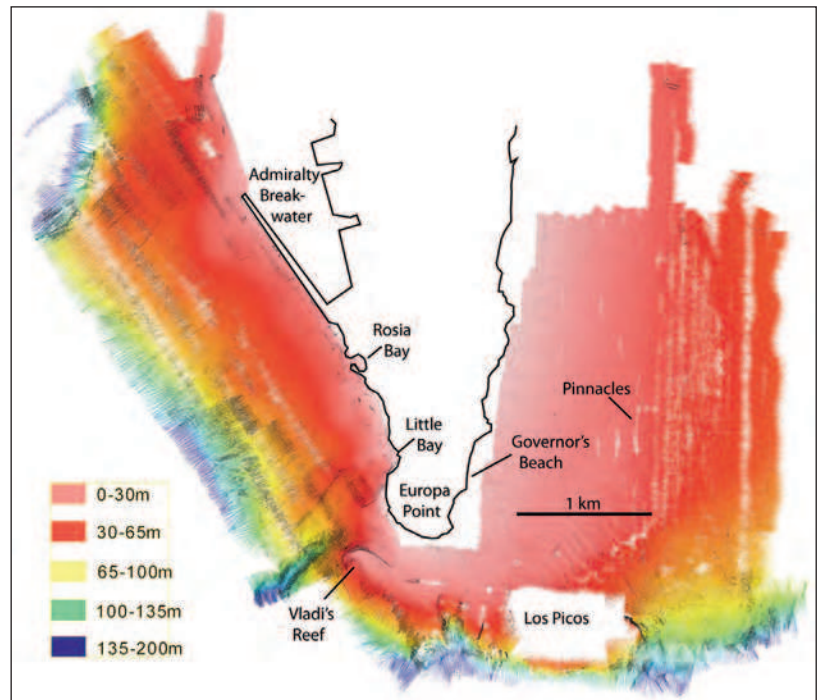 Admiralty
Break-
water
Rosia
Bay
Pinnacles
Little
Bay
Governor's
Beach
Europa
Point
1 km
0-30m
30-65m
65-100m
100-135m
135-200m
Vladi's
Reef
Los Picos